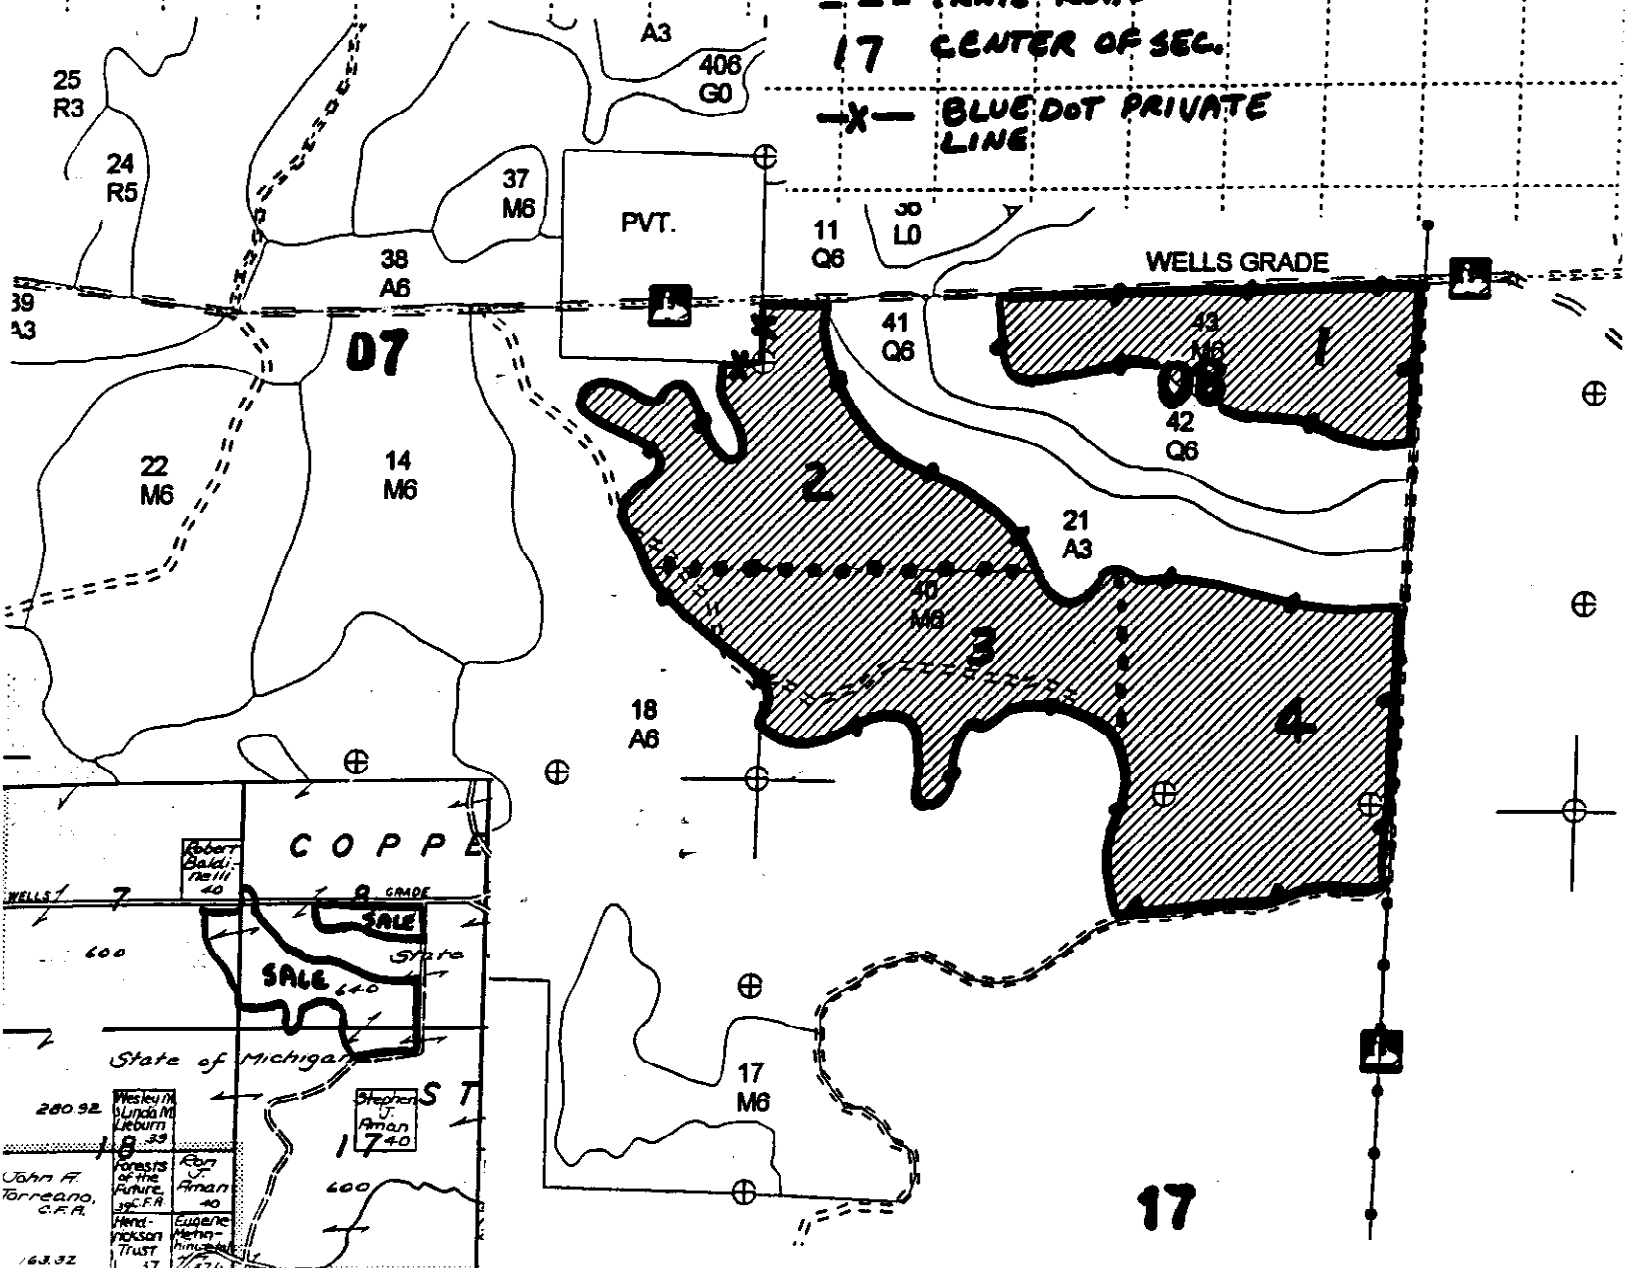 A3
406
G0
17 CENTER OF SEC.
—X— BLUE DOT PRIVATE
LINE
25
R3
24
R5
37
M6
PVT.
11
Q6
L0
WELLS GRADE
38
A6
39
A3
07
41
Q6
43
M6
1
08
42
Q6
22
M6
14
M6
2
21
A3
40
M6
3
4
18
A6
COPPE
Robert
Baldi-
nelli
40
WELLS
7
8
GRADE
SALE
600
State
SALE
640
State of Michigan
ST
280.92
Wesley M
&Linda M
Lieburn
39
Stephen
J.
Aman
40
18
17
John A.
Torreano,
C.F.A.
Forests
of the
Future
39 C.F.A.
Ron
J.
Aman
40
600
Hend-
rickson
Trust
37
Eugene
163.32
17
M6
17